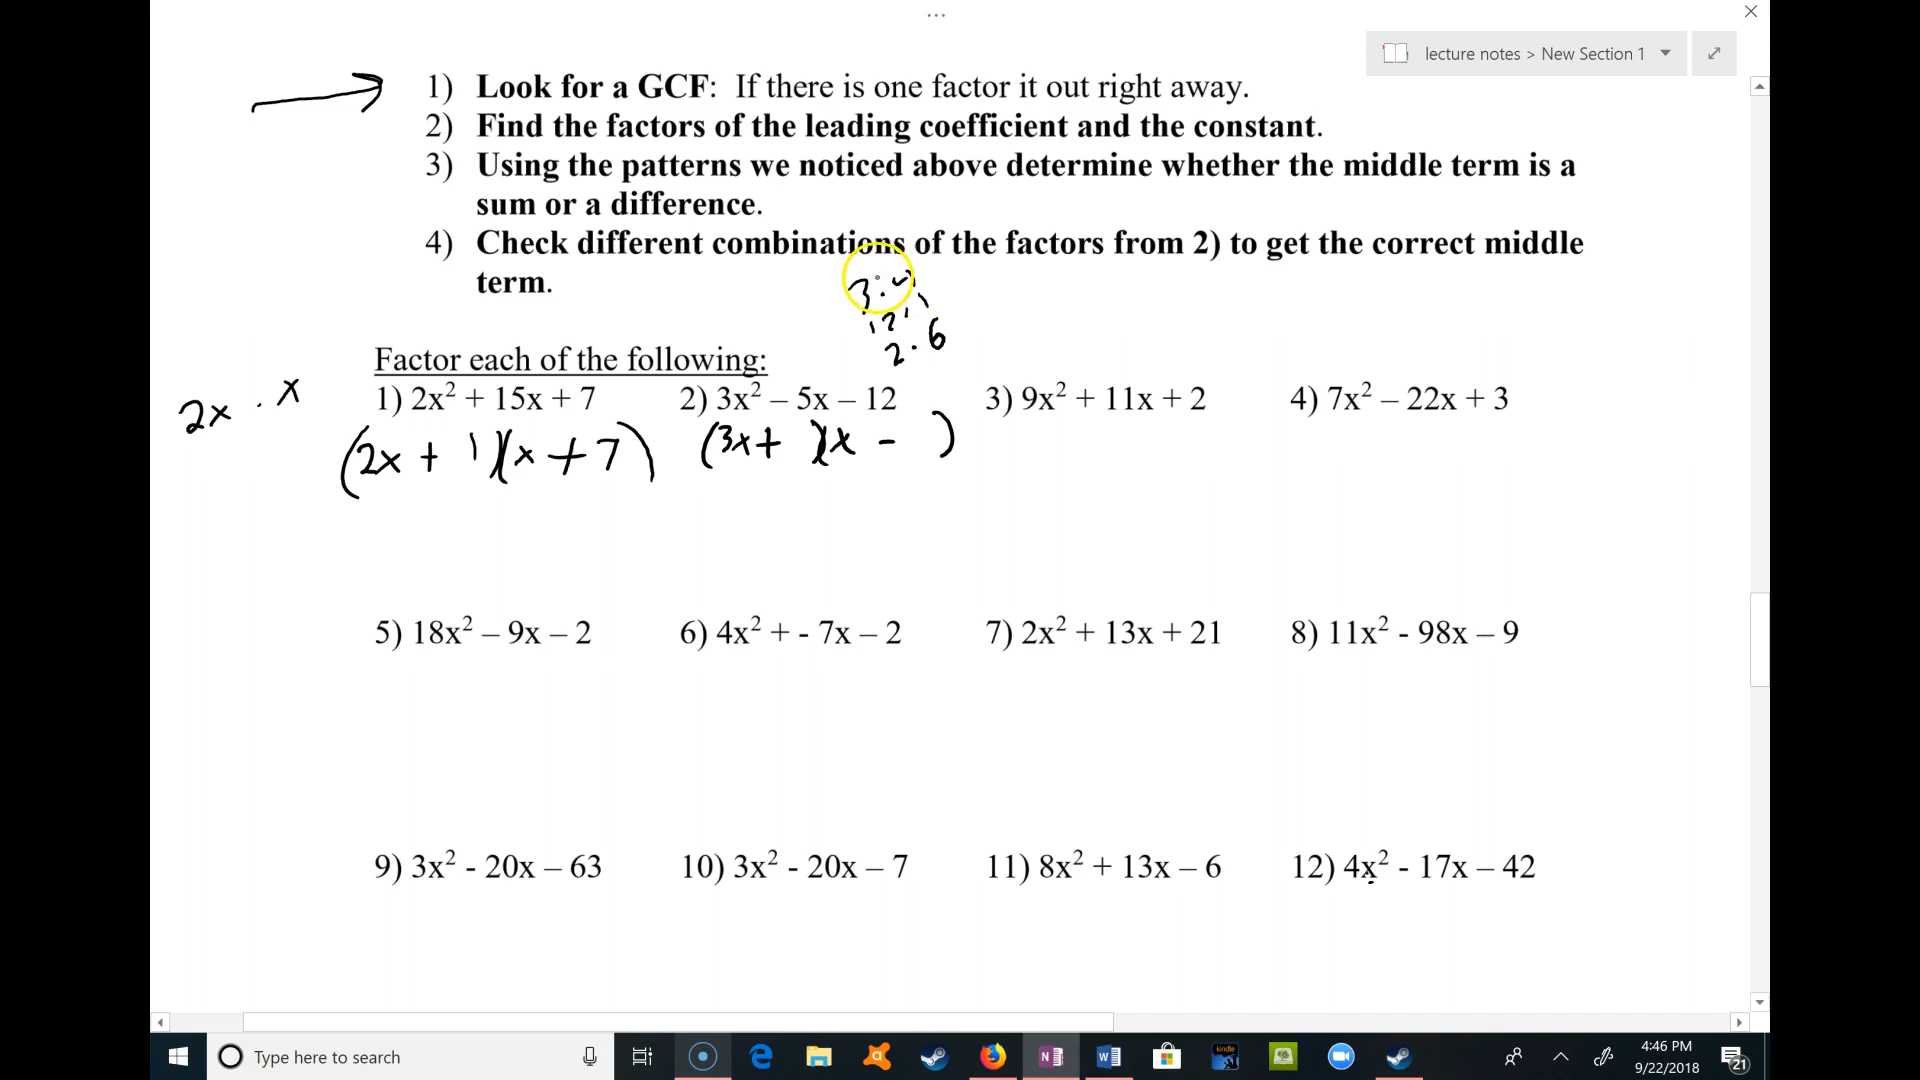 ...
lecture notes > New Section 1
1) Look for a GCF: If there is one factor it out right away.
2) Find the factors of the leading coefficient and the constant.
3) Using the patterns we noticed above determine whether the middle term is a
sum or a difference.
4) Check different combinations of the factors from 2) to get the correct middle
term.
3 · 4
12 1
2 · 6
Factor each of the following:
2x · x
1) 2x² + 15x + 7 2) 3x² – 5x – 12 3) 9x² + 11x + 2 4) 7x² – 22x + 3
(2x + 1)(x + 7) (3x+ )(x - )
5) 18x² – 9x – 2 6) 4x² + - 7x – 2 7) 2x² + 13x + 21 8) 11x² - 98x – 9
9) 3x² - 20x – 63 10) 3x² - 20x – 7 11) 8x² + 13x – 6 12) 4x² - 17x – 42
Type here to search
kindle
4:46 PM
9/22/2018
21